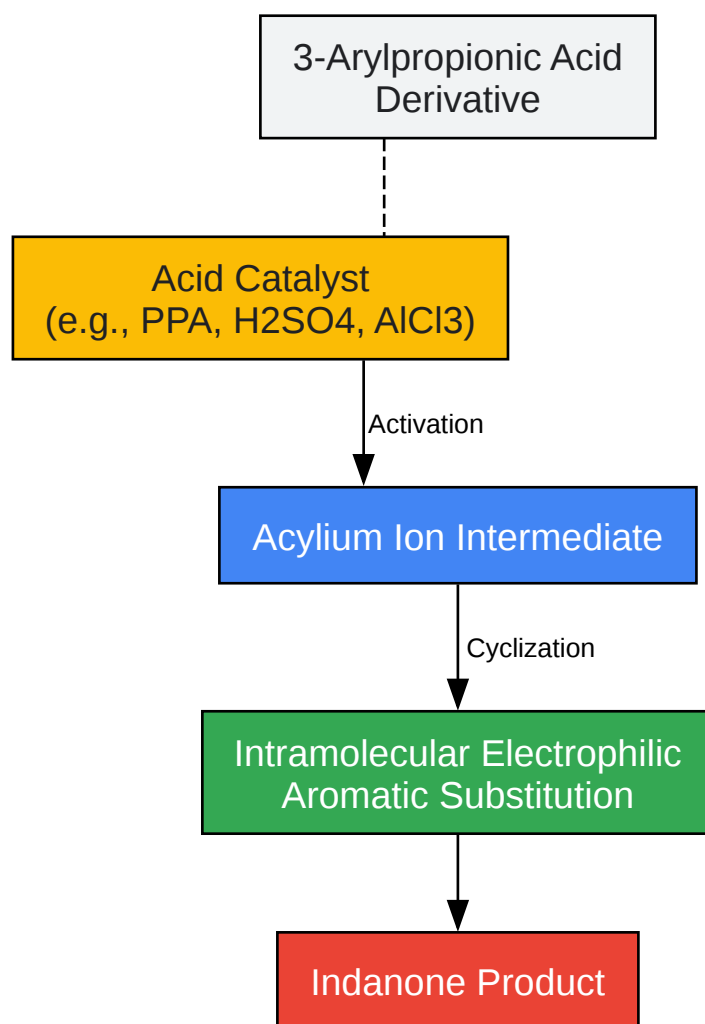 3-Arylpropionic Acid
Derivative
Acid Catalyst
(e.g., PPA, H2SO4, AlCl3)
Activation
Acylium Ion Intermediate
Cyclization
Intramolecular Electrophilic
Aromatic Substitution
Indanone Product